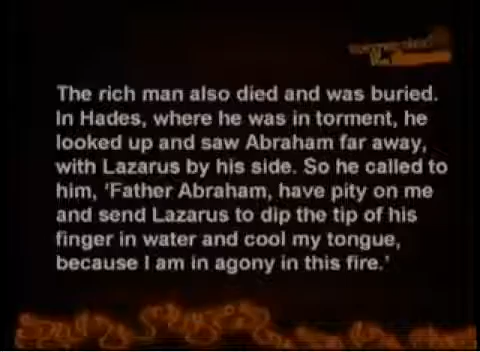 The rich man also died and was buried.
In Hades, where he was in torment, he
looked up and saw Abraham far away,
with Lazarus by his side. So he called to
him, 'Father Abraham, have pity on me
and send Lazarus to dip the tip of his
finger in water and cool my tongue,
because I am in agony in this fire.'